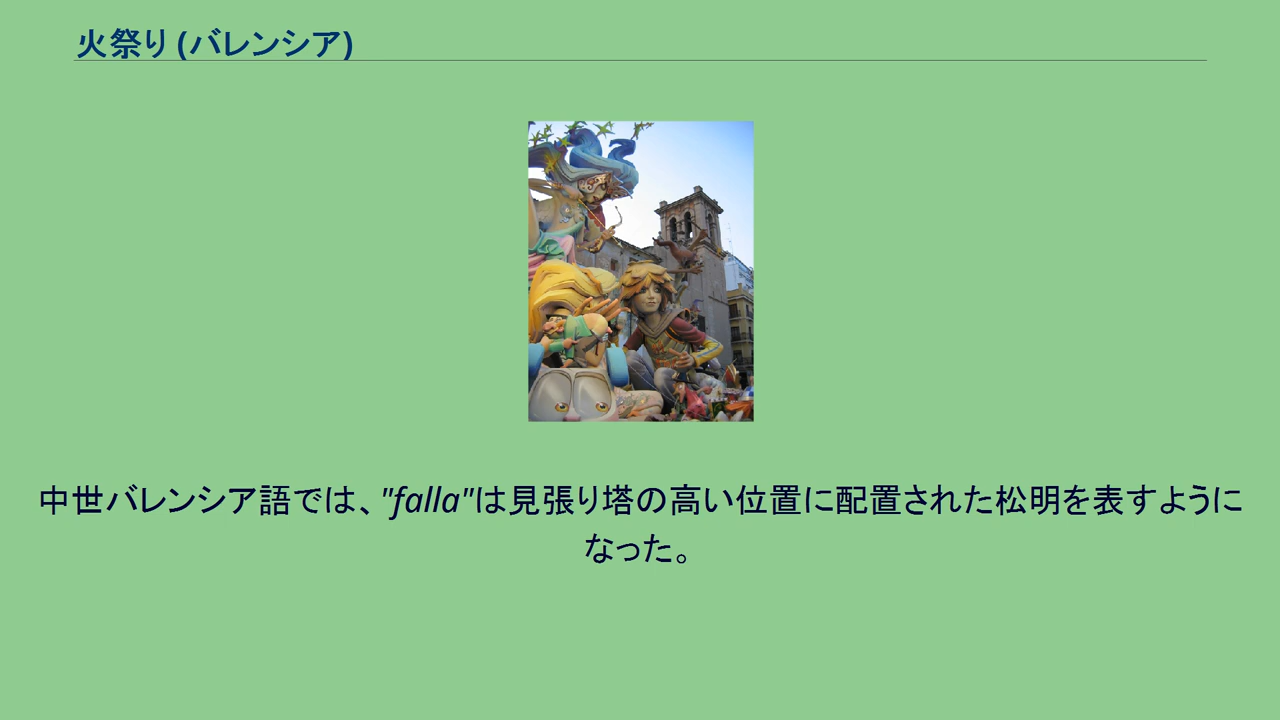 火祭り (バレンシア)
中世バレンシア語では、"falla"は見張り塔の高い位置に配置された松明を表すように
なった。